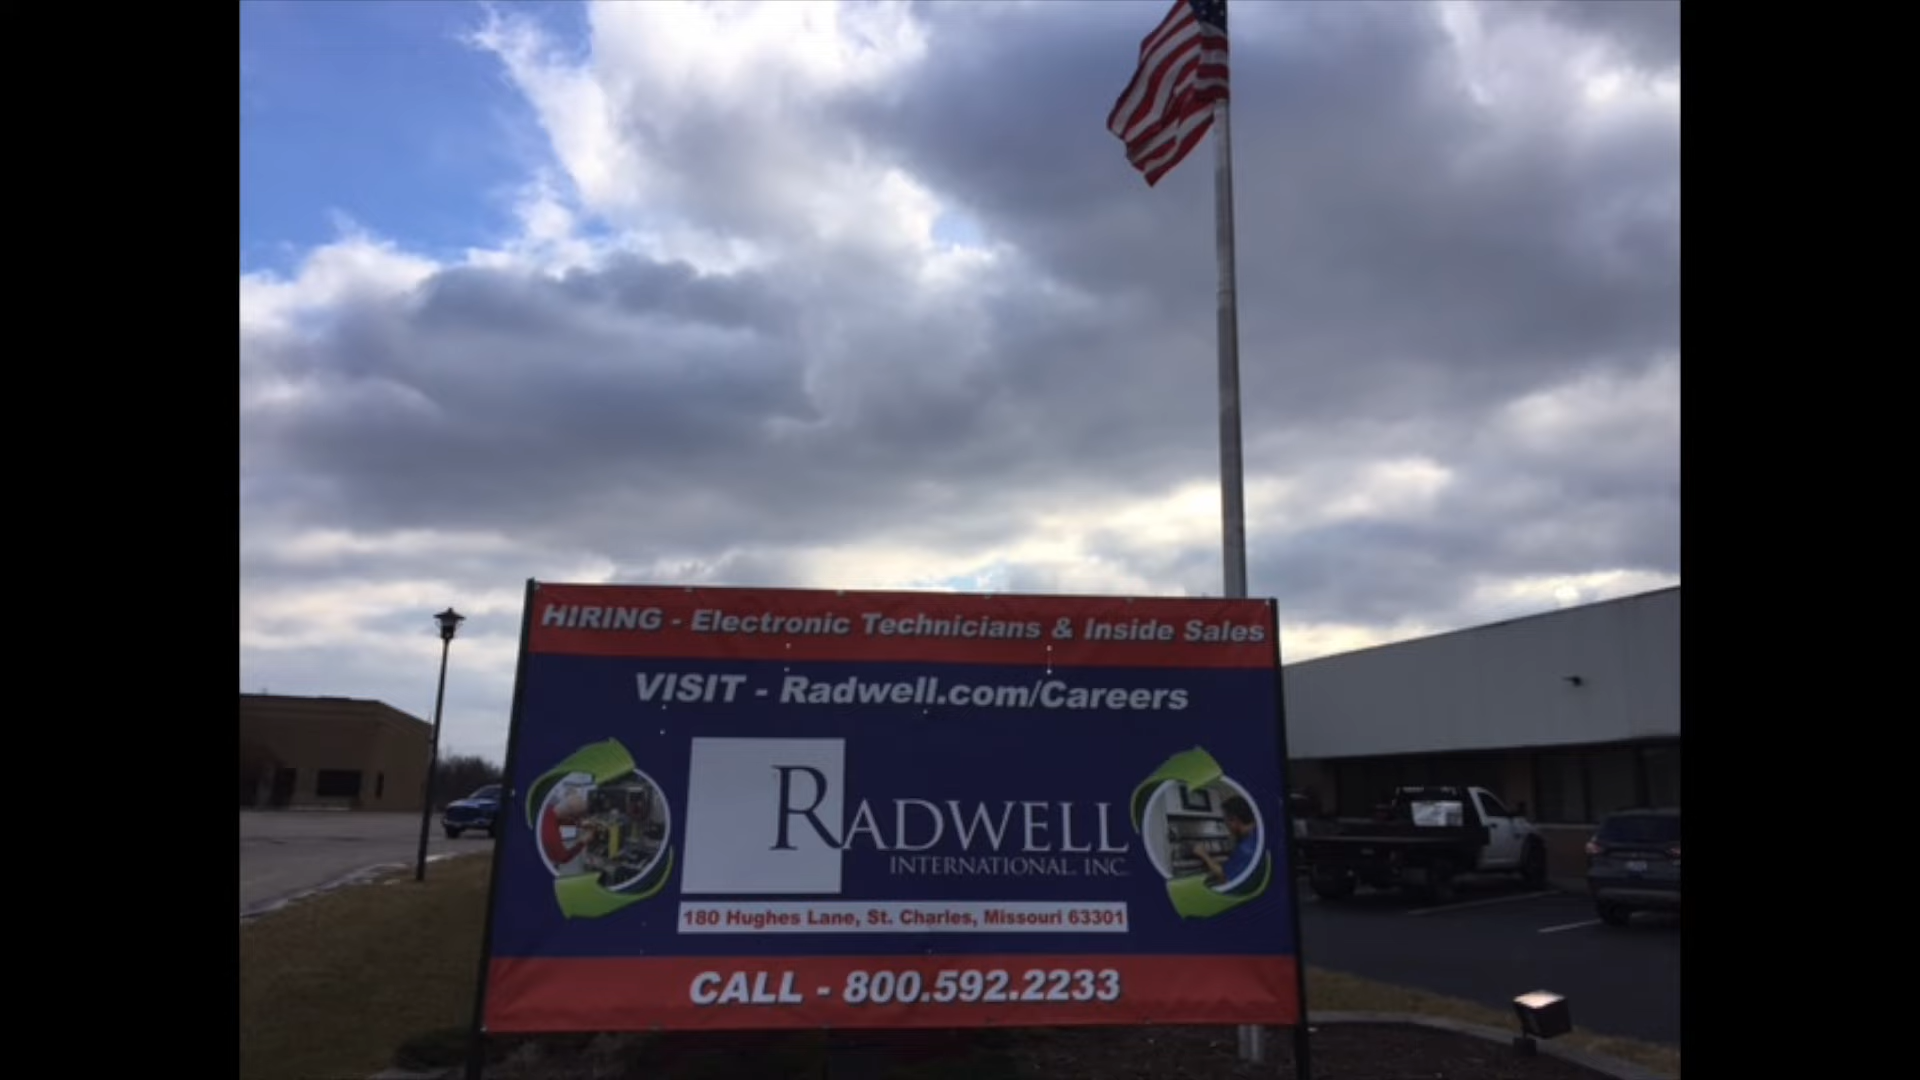 HIRING - Electronic Technicians & Inside Sales
VISIT - Radwell.com/Careers
RADWELL
INTERNATIONAL, INC.
180 Hughes Lane, St. Charles, Missouri 63301
CALL - 800.592.2233